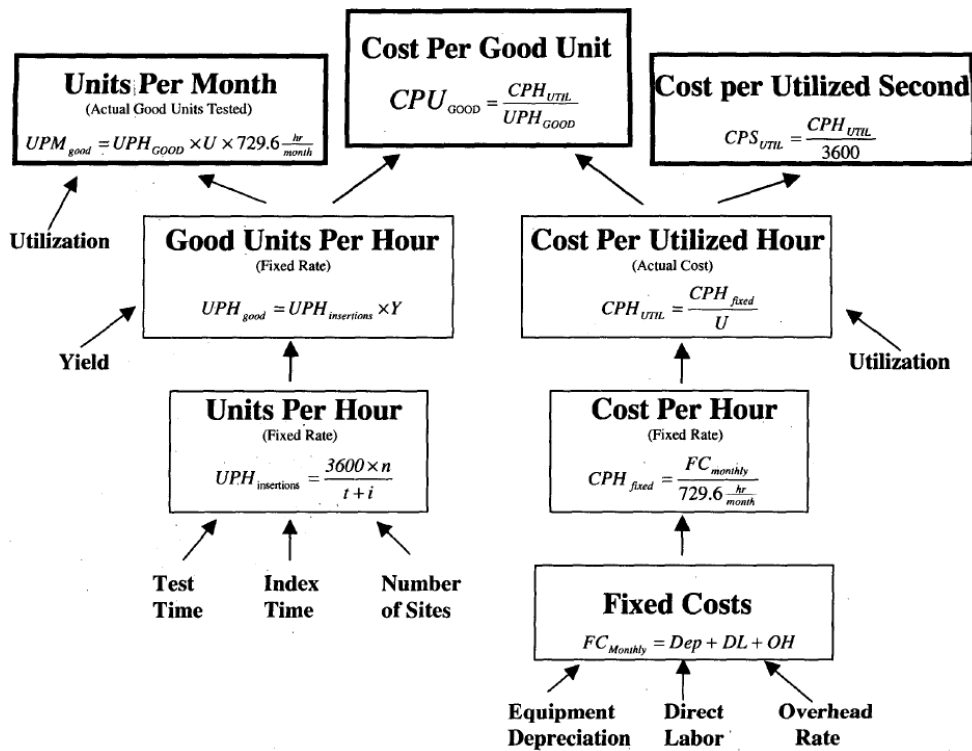 Cost Per Good Unit
CPU_GOOD = CPH_UTIL / UPH_GOOD
Units Per Month
(Actual Good Units Tested)
UPM_good = UPH_GOOD × U × 729.6 hr/month
Cost per Utilized Second
CPS_UTIL = CPH_UTIL / 3600
Utilization
Good Units Per Hour
(Fixed Rate)
UPH_good = UPH_insertions × Y
Cost Per Utilized Hour
(Actual Cost)
CPH_UTIL = CPH_fixed / U
Yield
Utilization
Units Per Hour
(Fixed Rate)
UPH_insertions = 3600 × n / t + i
Cost Per Hour
(Fixed Rate)
CPH_fixed = FC_monthly / 729.6 hr/month
Test
Time
Index
Time
Number
of Sites
Fixed Costs
FC_Monthly = Dep + DL + OH
Equipment
Depreciation
Direct
Labor
Overhead
Rate